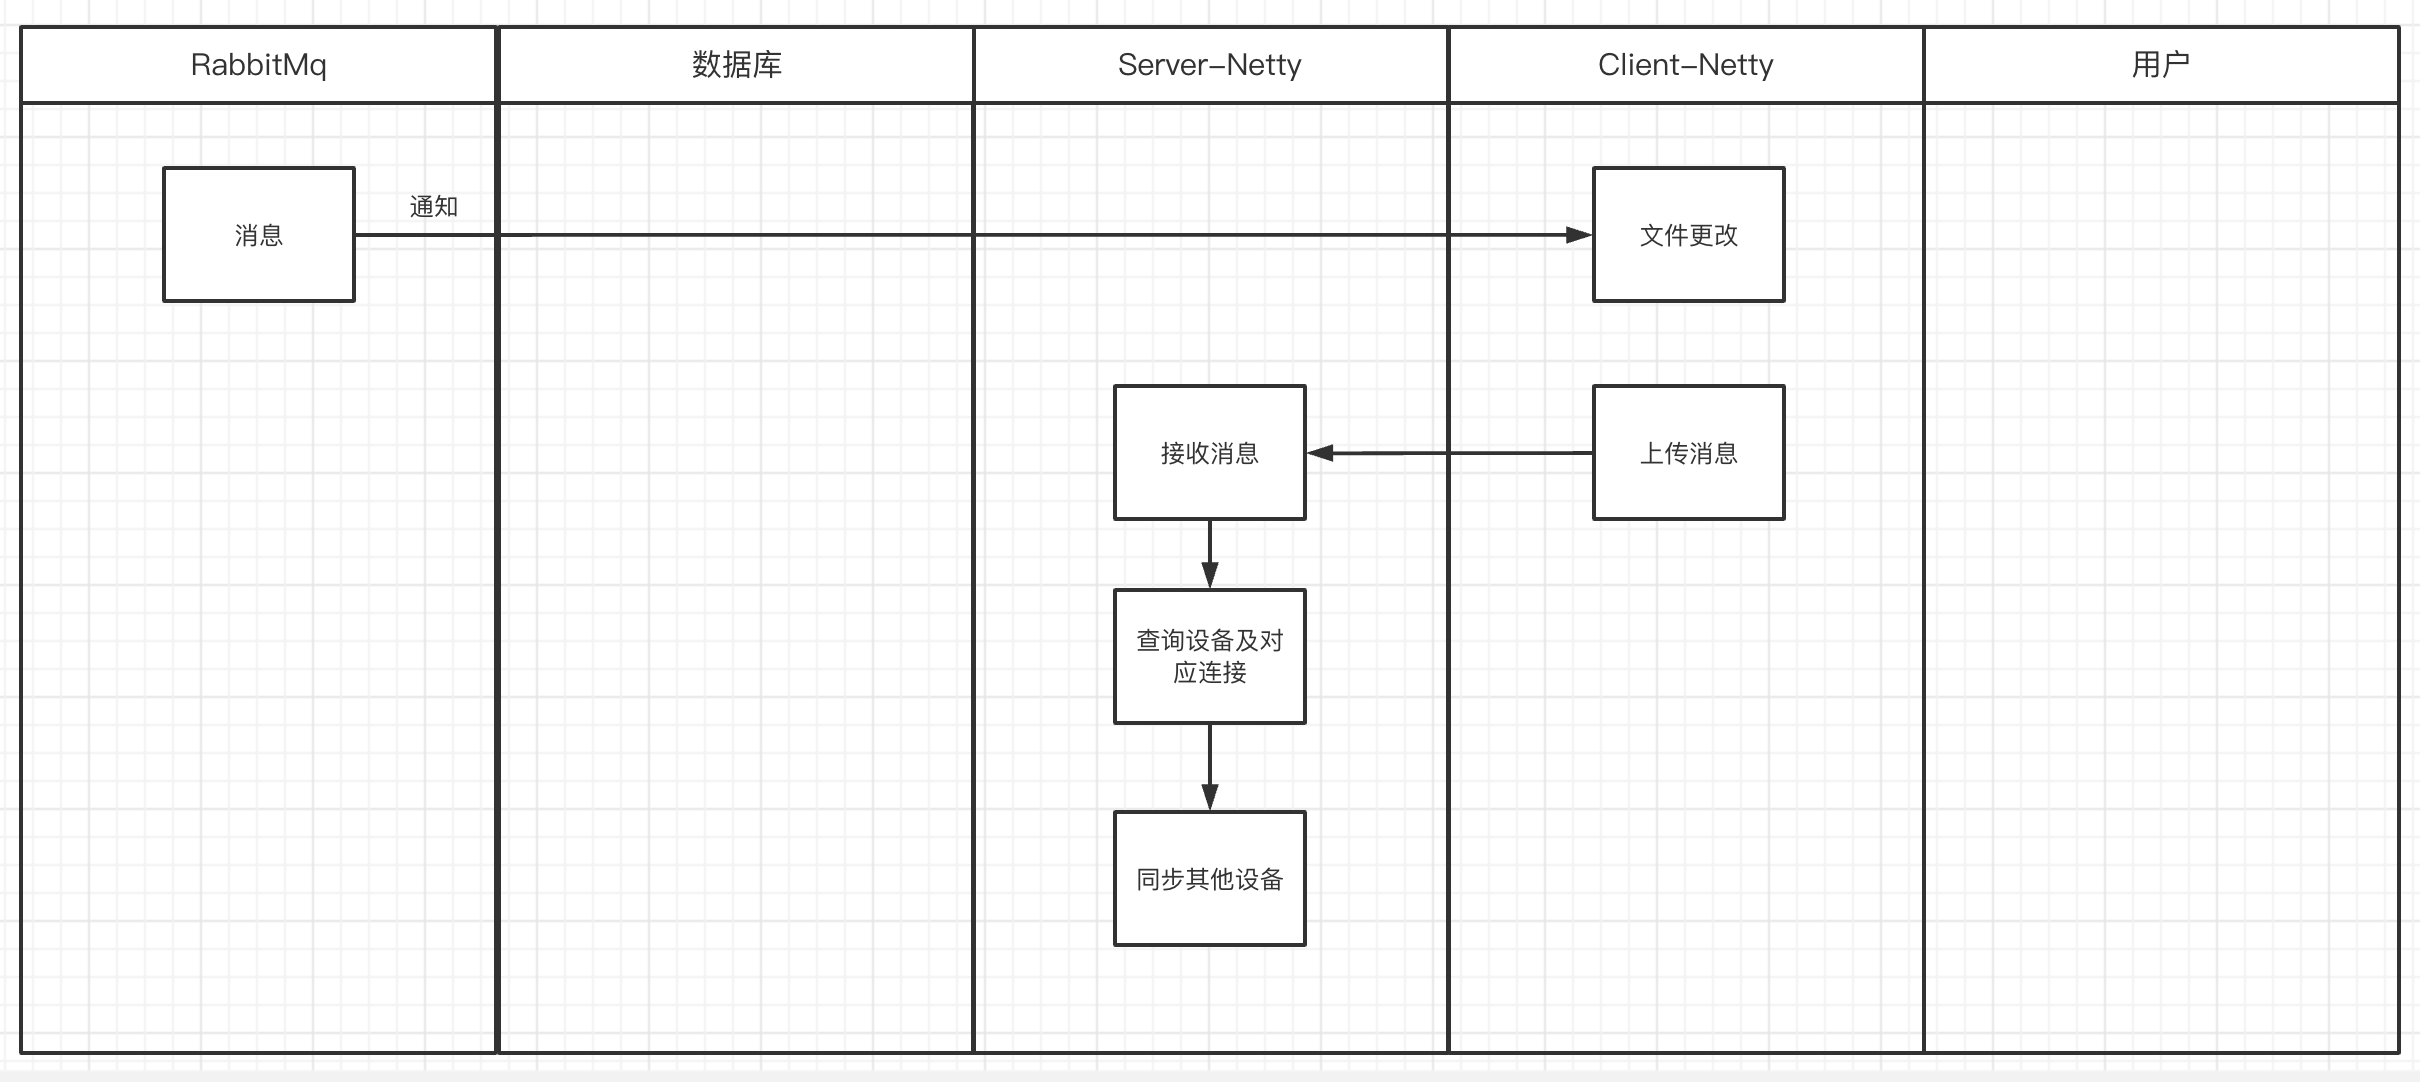 RabbitMq
数据库
Server-Netty
Client-Netty
用户
消息
通知
文件更改
接收消息
上传消息
查询设备及对
应连接
同步其他设备